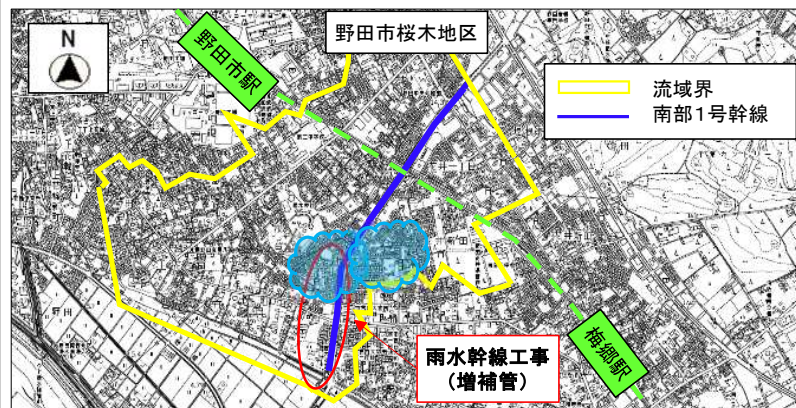 N
野田市駅
野田市桜木地区
流域界
南部1号幹線
雨水幹線工事
(増補管)
梅郷駅